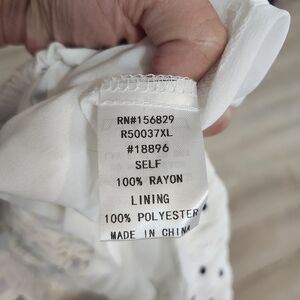 RN#156829
R50037XL
#18896
SELF
100% RAYON
LINING
100% POLYESTER
MADE IN CHINA